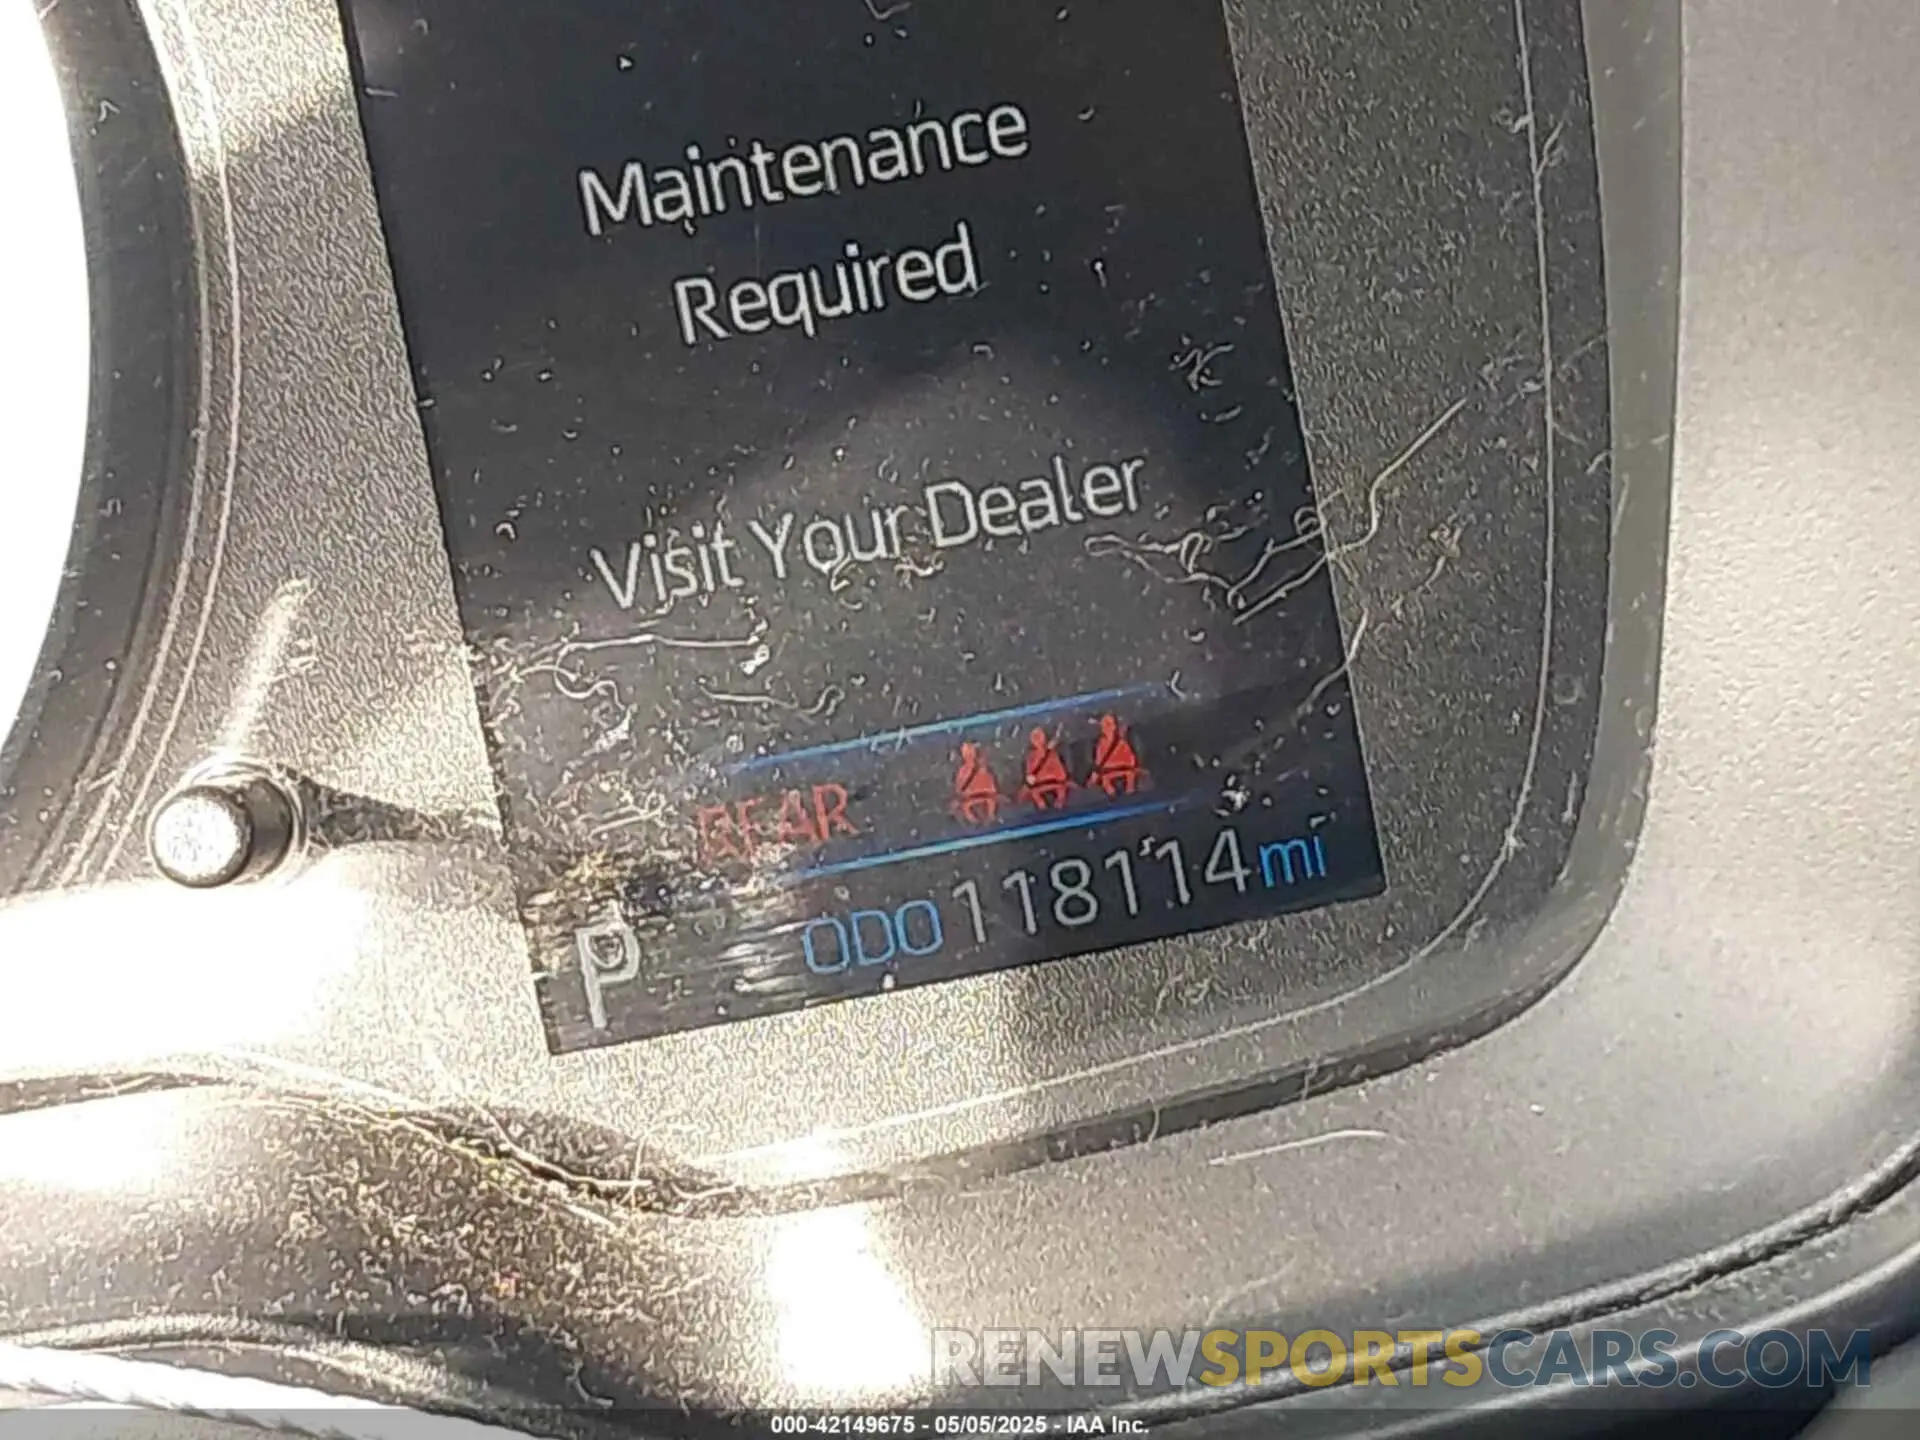 Maintenance
Required
Visit Your Dealer
REAR
P ODO 118114 mi
RENEWSPORTSCARS.COM
000-42149675 - 05/05/2025 - IAA Inc.